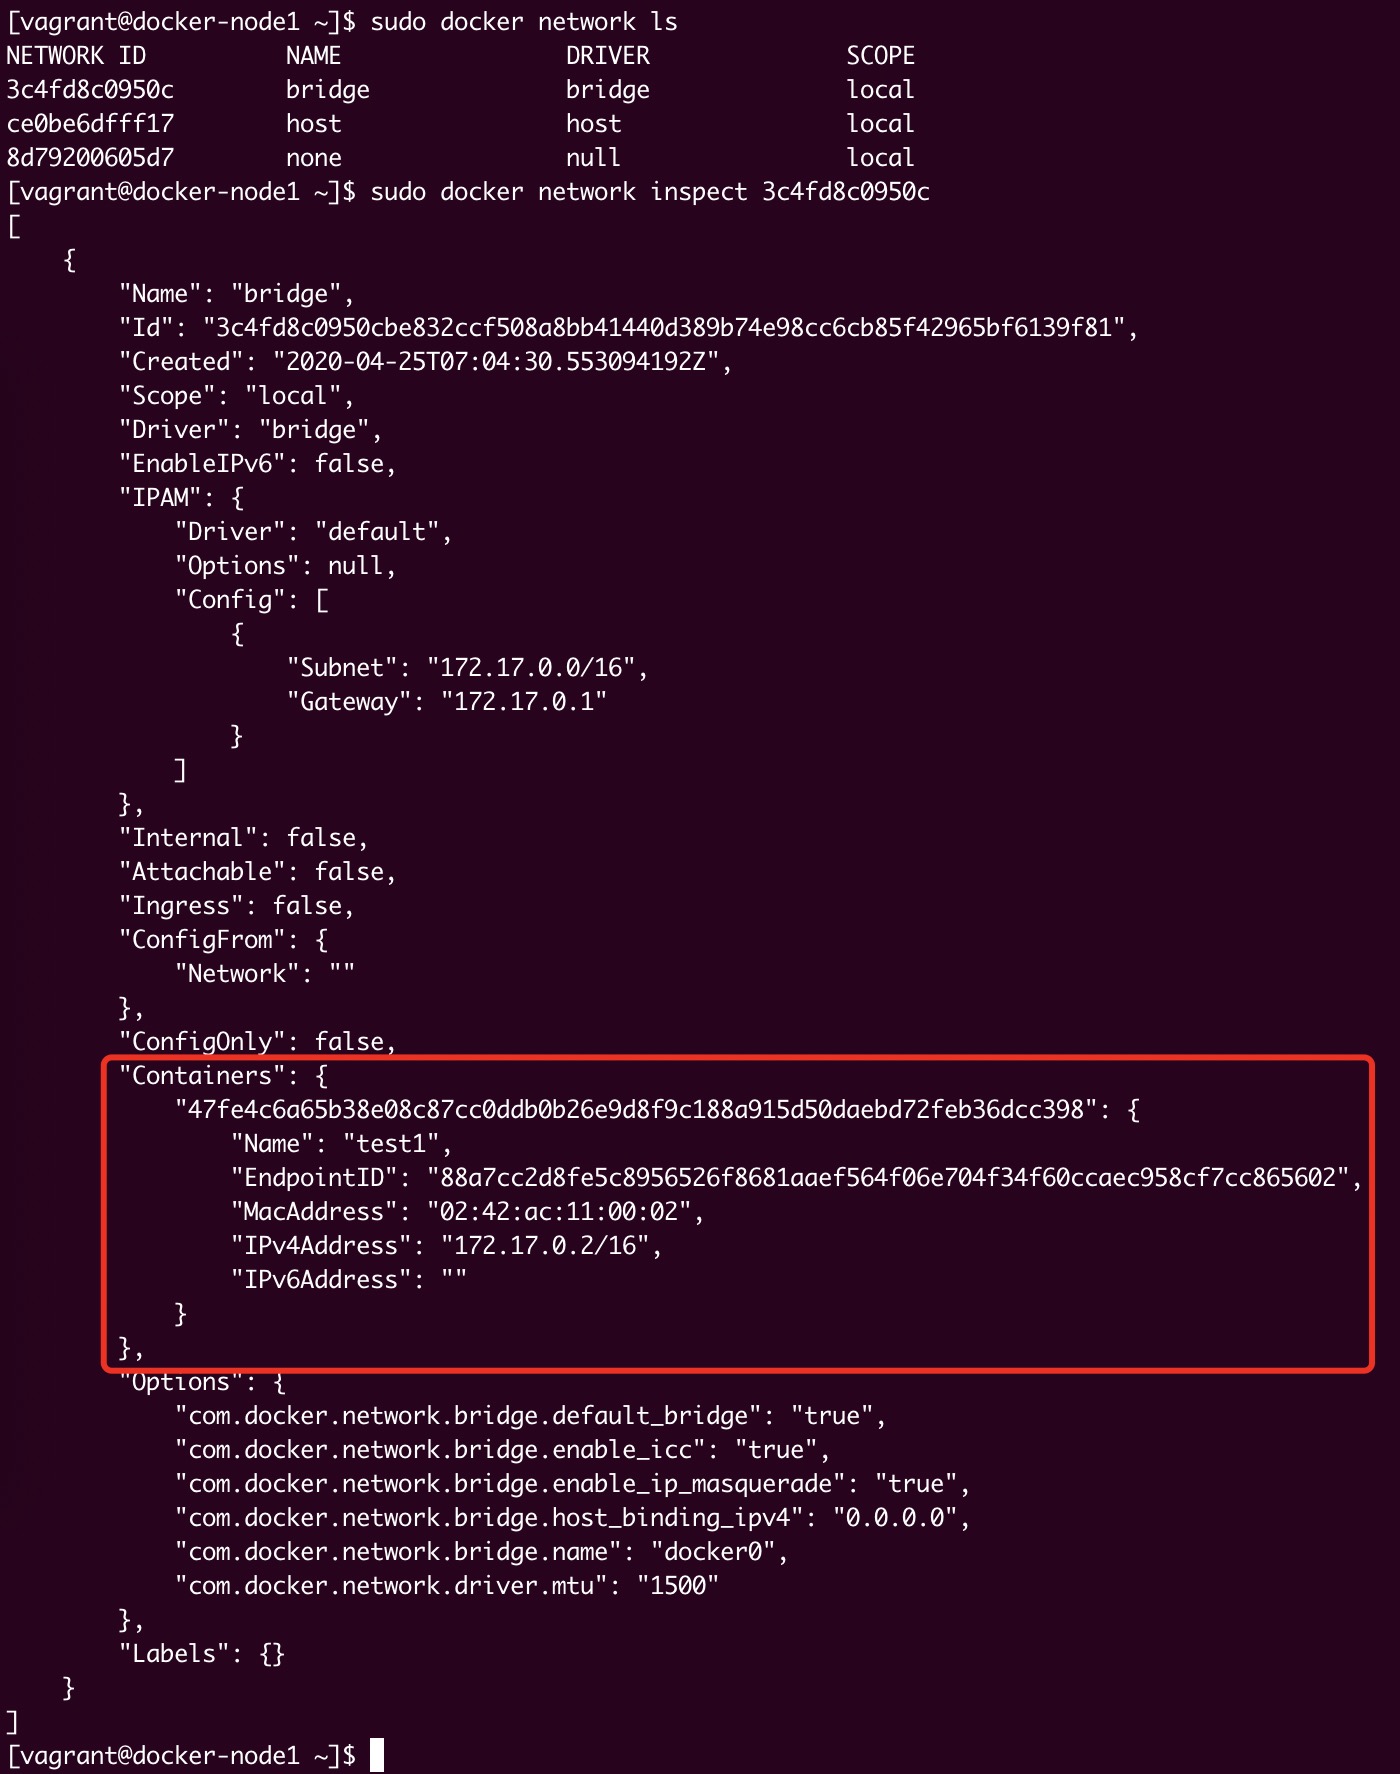 [vagrant@docker-node1 ~]$ sudo docker network ls
NETWORK ID          NAME                DRIVER              SCOPE
3c4fd8c0950c        bridge              bridge              local
ce0be6dfff17        host                host                local
8d79200605d7        none                null                local
[vagrant@docker-node1 ~]$ sudo docker network inspect 3c4fd8c0950c
[
    {
        "Name": "bridge",
        "Id": "3c4fd8c0950cbe832ccf508a8bb41440d389b74e98cc6cb85f42965bf6139f81",
        "Created": "2020-04-25T07:04:30.553094192Z",
        "Scope": "local",
        "Driver": "bridge",
        "EnableIPv6": false,
        "IPAM": {
            "Driver": "default",
            "Options": null,
            "Config": [
                {
                    "Subnet": "172.17.0.0/16",
                    "Gateway": "172.17.0.1"
                }
            ]
        },
        "Internal": false,
        "Attachable": false,
        "Ingress": false,
        "ConfigFrom": {
            "Network": ""
        },
        "ConfigOnly": false,
        "Containers": {
            "47fe4c6a65b38e08c87cc0ddb0b26e9d8f9c188a915d50daebd72feb36dcc398": {
                "Name": "test1",
                "EndpointID": "88a7cc2d8fe5c8956526f8681aaef564f06e704f34f60ccaec958cf7cc865602",
                "MacAddress": "02:42:ac:11:00:02",
                "IPv4Address": "172.17.0.2/16",
                "IPv6Address": ""
            }
        },
        "Options": {
            "com.docker.network.bridge.default_bridge": "true",
            "com.docker.network.bridge.enable_icc": "true",
            "com.docker.network.bridge.enable_ip_masquerade": "true",
            "com.docker.network.bridge.host_binding_ipv4": "0.0.0.0",
            "com.docker.network.bridge.name": "docker0",
            "com.docker.network.driver.mtu": "1500"
        },
        "Labels": {}
    }
]
[vagrant@docker-node1 ~]$